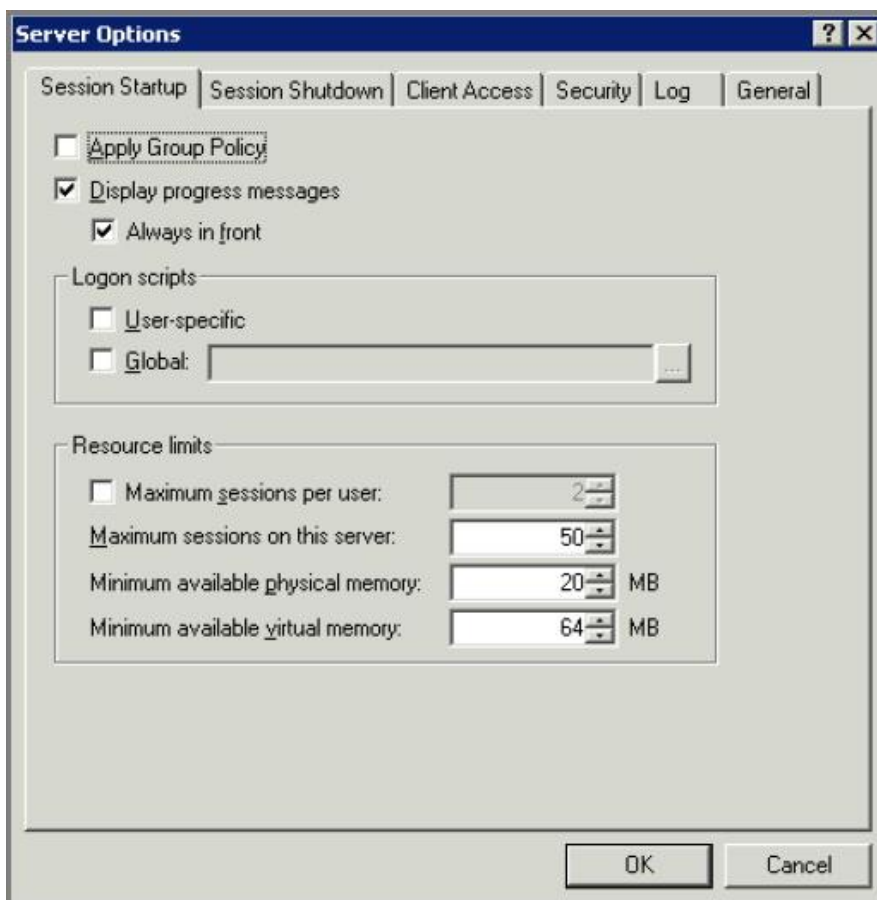 Server Options
Session Startup Session Shutdown Client Access Security Log General
Apply Group Policy
Display progress messages
Always in front
Logon scripts
User-specific
Global: ...
Resource limits
Maximum sessions per user: 2
Maximum sessions on this server: 50
Minimum available physical memory: 20 MB
Minimum available virtual memory: 64 MB
OK Cancel